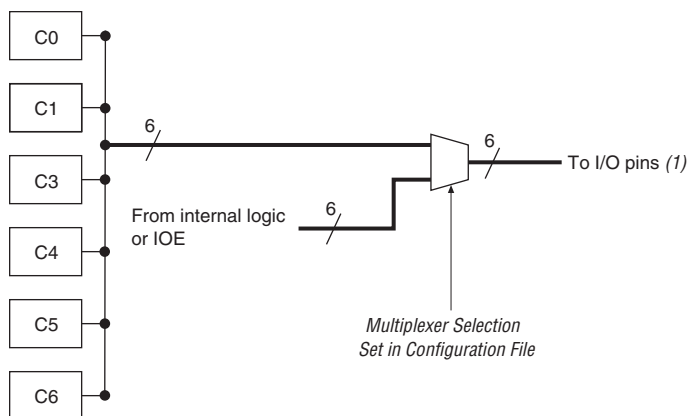 C0
C1
C3
C4
C5
C6
6
6
6
To I/O pins (1)
From internal logic
or IOE
Multiplexer Selection
Set in Configuration File